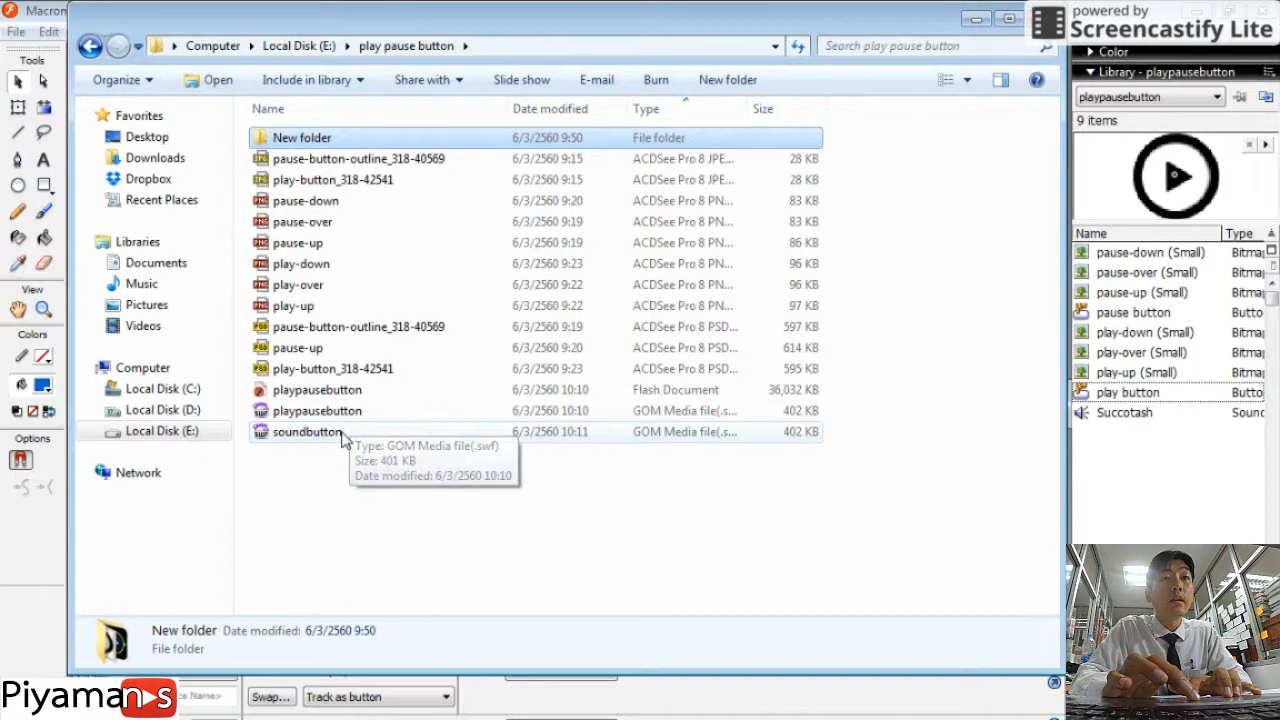 Macrom
powered by
Screencastify Lite
File Edit
Computer Local Disk (E:) play pause button
Search play pause button
Color
Tools
Organize Open Include in library Share with Slide show E-mail Burn New folder
Library - playpausebutton
playpausebutton
9 items
Name Date modified Type Size
Favorites
Desktop
Downloads
Dropbox
Recent Places
Libraries
Documents
Music
Pictures
Videos
Computer
Local Disk (C:)
Local Disk (D:)
Local Disk (E:)
Network
New folder 6/3/2560 9:50 File folder
pause-button-outline_318-40569 6/3/2560 9:15 ACDSee Pro 8 JPE... 28 KB
play-button_318-42541 6/3/2560 9:15 ACDSee Pro 8 JPE... 28 KB
pause-down 6/3/2560 9:20 ACDSee Pro 8 PN... 83 KB
pause-over 6/3/2560 9:19 ACDSee Pro 8 PN... 83 KB
pause-up 6/3/2560 9:19 ACDSee Pro 8 PN... 86 KB
play-down 6/3/2560 9:23 ACDSee Pro 8 PN... 96 KB
play-over 6/3/2560 9:22 ACDSee Pro 8 PN... 96 KB
play-up 6/3/2560 9:22 ACDSee Pro 8 PN... 97 KB
pause-button-outline_318-40569 6/3/2560 9:19 ACDSee Pro 8 PSD... 597 KB
pause-up 6/3/2560 9:20 ACDSee Pro 8 PSD... 614 KB
play-button_318-42541 6/3/2560 9:23 ACDSee Pro 8 PSD... 595 KB
playpausebutton 6/3/2560 10:10 Flash Document 36,032 KB
playpausebutton 6/3/2560 10:10 GOM Media file(.s... 402 KB
soundbutton 6/3/2560 10:11 GOM Media file(.s... 402 KB
Type: GOM Media file(.swf)
Size: 401 KB
Date modified: 6/3/2560 10:10
Name Type
pause-down (Small) Bitma
pause-over (Small) Bitma
pause-up (Small) Bitma
pause button Butto
play-down (Small) Bitma
play-over (Small) Bitma
play-up (Small) Bitma
play button Butto
Succotash Sound
View
Colors
Options
New folder Date modified: 6/3/2560 9:50
File folder
Piyamans
ce Name> Swap... Track as button